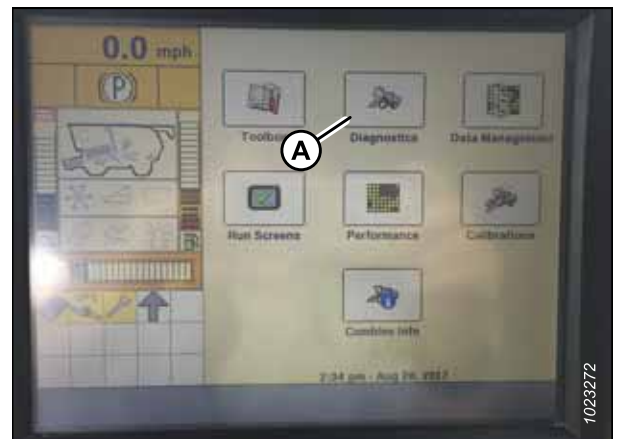 0.0 mph
(P)
Toolbox
Diagnostics
Data Management
A
Run Screens
Performance
Calibrations
Combine Info
2:34 pm - Aug 24, 2017
1023272